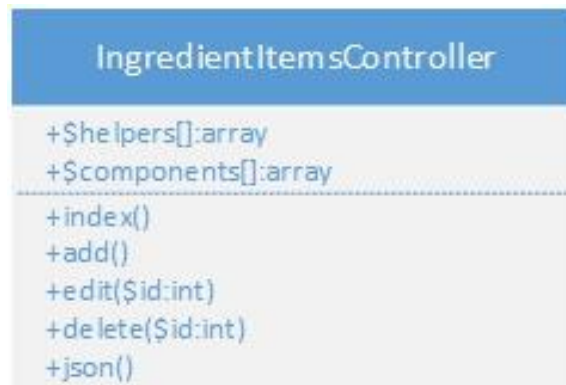 IngredientItemsController
+$helpers[]:array
+$components[]:array
+index()
+add()
+edit($id:int)
+delete($id:int)
+json()